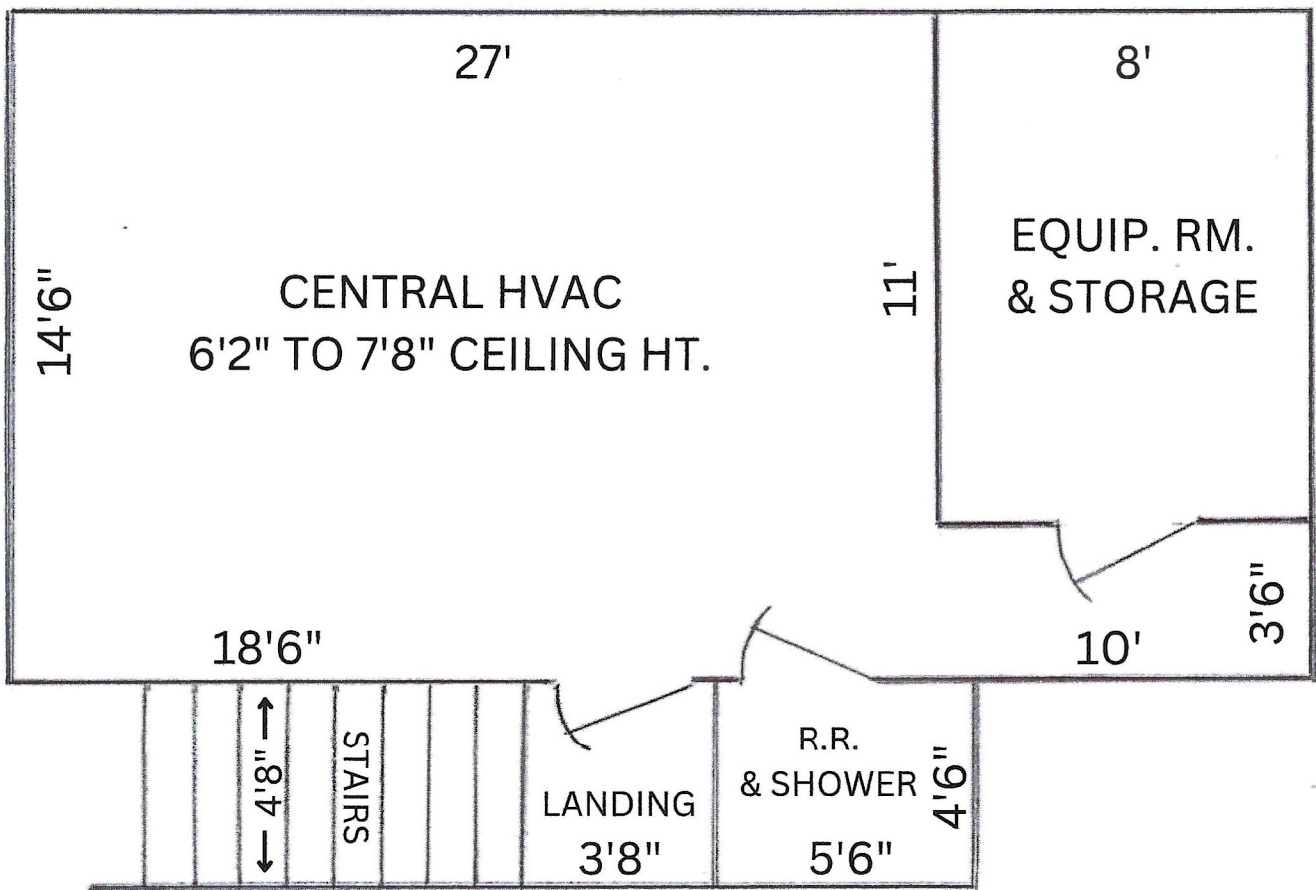 27'
8'
14'6"
CENTRAL HVAC
6'2" TO 7'8" CEILING HT.
11'
EQUIP. RM.
& STORAGE
18'6"
10'
3'6"
4'8"
STAIRS
LANDING
3'8"
R.R.
& SHOWER
5'6"
4'6"